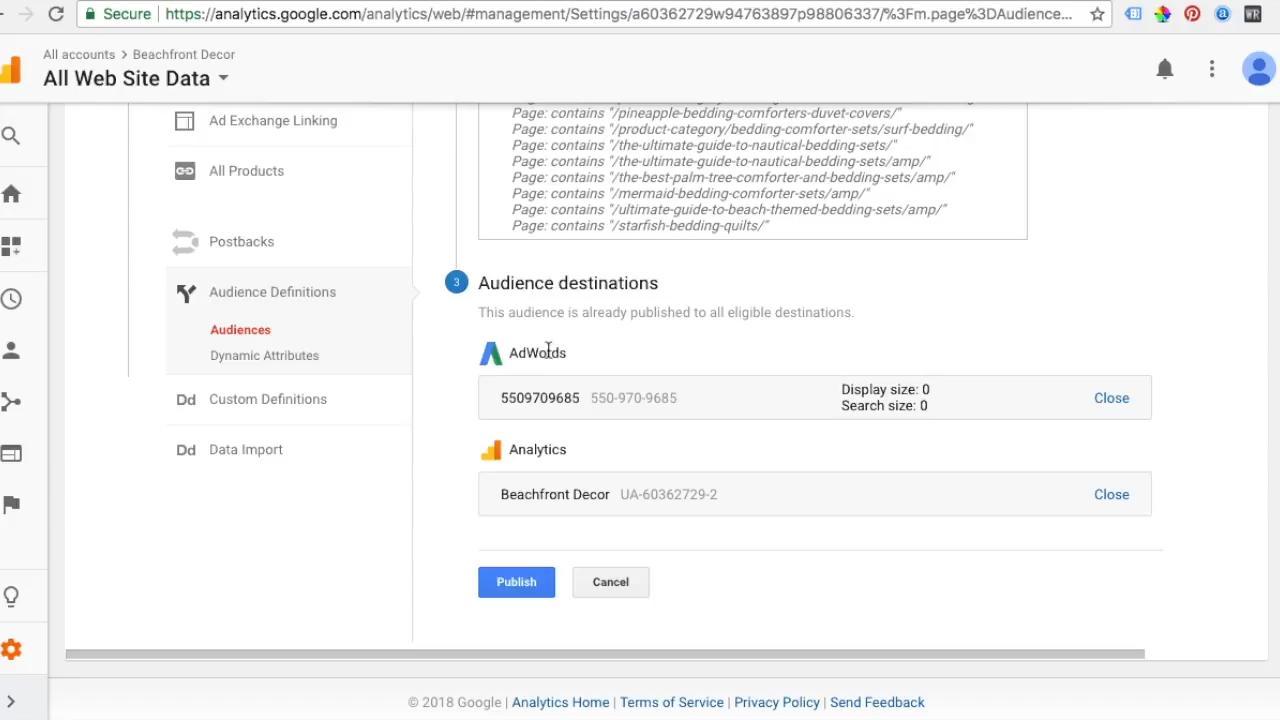 Secure https://analytics.google.com/analytics/web/#management/Settings/a60362729w94763897p98806337/%3Fm.page%3DAudience...
WR
All accounts > Beachfront Decor
All Web Site Data
Ad Exchange Linking
All Products
Postbacks
Audience Definitions
Audiences
Dynamic Attributes
Dd Custom Definitions
Dd Data Import
Page: contains "/pineapple-bedding-comforters-duvet-covers/"
Page: contains "/product-category/bedding-comforter-sets/surf-bedding/"
Page: contains "/the-ultimate-guide-to-nautical-bedding-sets/"
Page: contains "/the-ultimate-guide-to-nautical-bedding-sets/amp/"
Page: contains "/the-best-palm-tree-comforter-and-bedding-sets/amp/"
Page: contains "/mermaid-bedding-comforter-sets/amp/"
Page: contains "/ultimate-guide-to-beach-themed-bedding-sets/amp/"
Page: contains "/starfish-bedding-quilts/"
3 Audience destinations
This audience is already published to all eligible destinations.
AdWords
5509709685 550-970-9685 Display size: 0 Close
Search size: 0
Analytics
Beachfront Decor UA-60362729-2 Close
Publish Cancel
© 2018 Google | Analytics Home | Terms of Service | Privacy Policy | Send Feedback